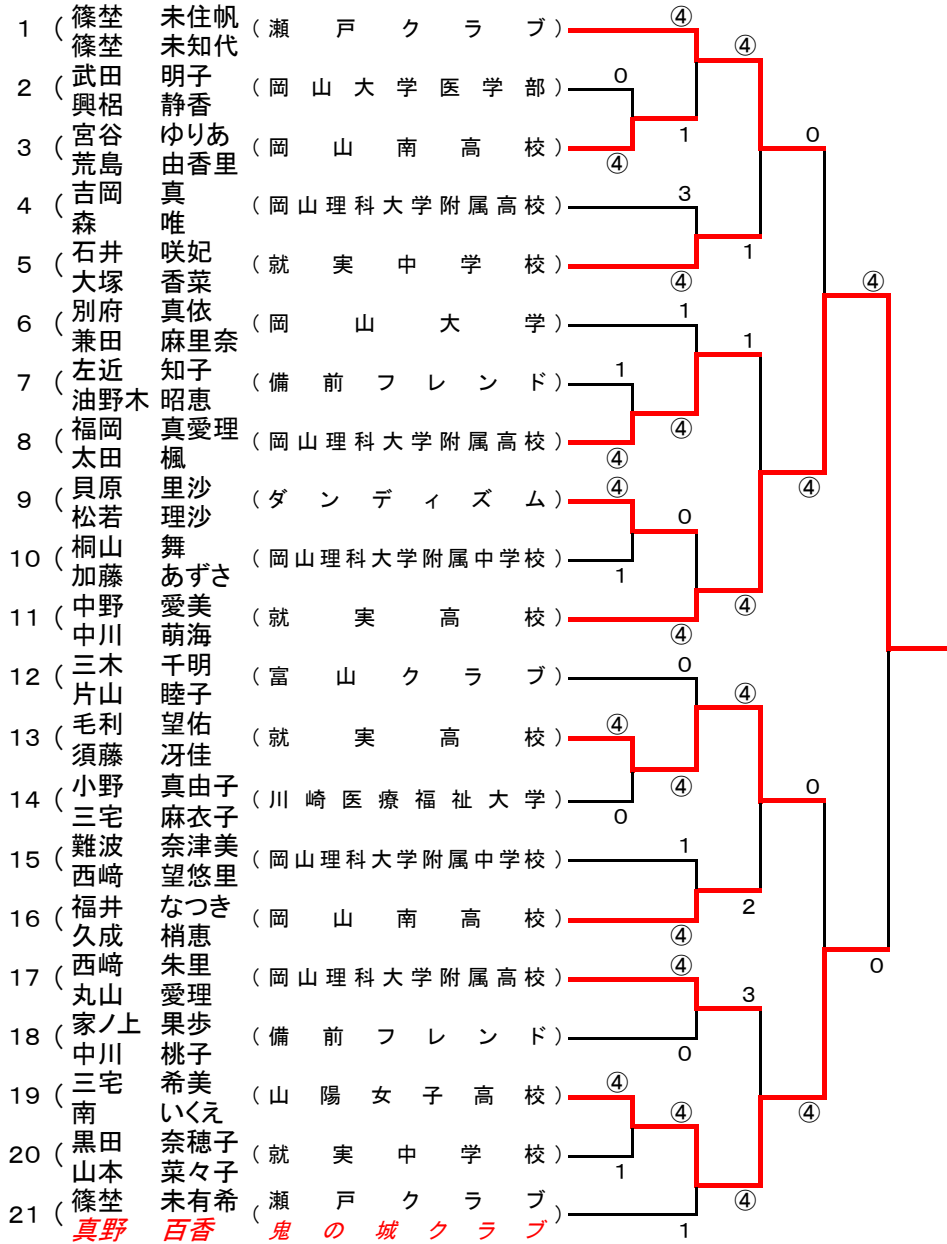 篠埜 未住帆
1 ( (瀬戸クラブ) ④
篠埜 未知代
④
武田 明子 0
2 ( (岡山大学医学部)
興梠 静香
宮谷 ゆりあ 1 0
3 ( (岡山南高校)
荒島 由香里 ④
吉岡 真 3
4 ( (岡山理科大学附属高校)
森 唯
石井 咲妃 1
5 ( (就実中学校)
大塚 香菜 ④ ④
別府 真依 1
6 ( (岡山大学)
兼田 麻里奈 1
左近 知子 1
7 ( (備前フレンド)
油野木 昭恵
福岡 真愛理 ④
8 ( (岡山理科大学附属高校)
太田 楓 ④
貝原 里沙 ④ ④
9 ( (ダンディズム)
松若 理沙 0
桐山 舞
10 ( (岡山理科大学附属中学校)
加藤 あずさ 1
中野 愛美 ④
11 ( (就実高校)
中川 萌海 ④
三木 千明 0
12 ( (富山クラブ)
片山 睦子 ④
毛利 望佑 ④
13 ( (就実高校)
須藤 冴佳
小野 真由子 ④ 0
14 ( (川崎医療福祉大学)
三宅 麻衣子 0
難波 奈津美 1
15 ( (岡山理科大学附属中学校)
西﨑 望悠里
福井 なつき 2
16 ( (岡山南高校)
久成 梢恵 ④
西﨑 朱里 ④ 0
17 ( (岡山理科大学附属高校)
丸山 愛理 3
家ノ上 果歩
18 ( (備前フレンド)
中川 桃子 0
三宅 希美 ④
19 ( (山陽女子高校)
南 いくえ ④ ④
黒田 奈穂子
20 ( (就実中学校)
山本 菜々子 1
篠埜 未有希 瀬戸クラブ ④
21 ( (
真野 百香 鬼の城クラブ 1